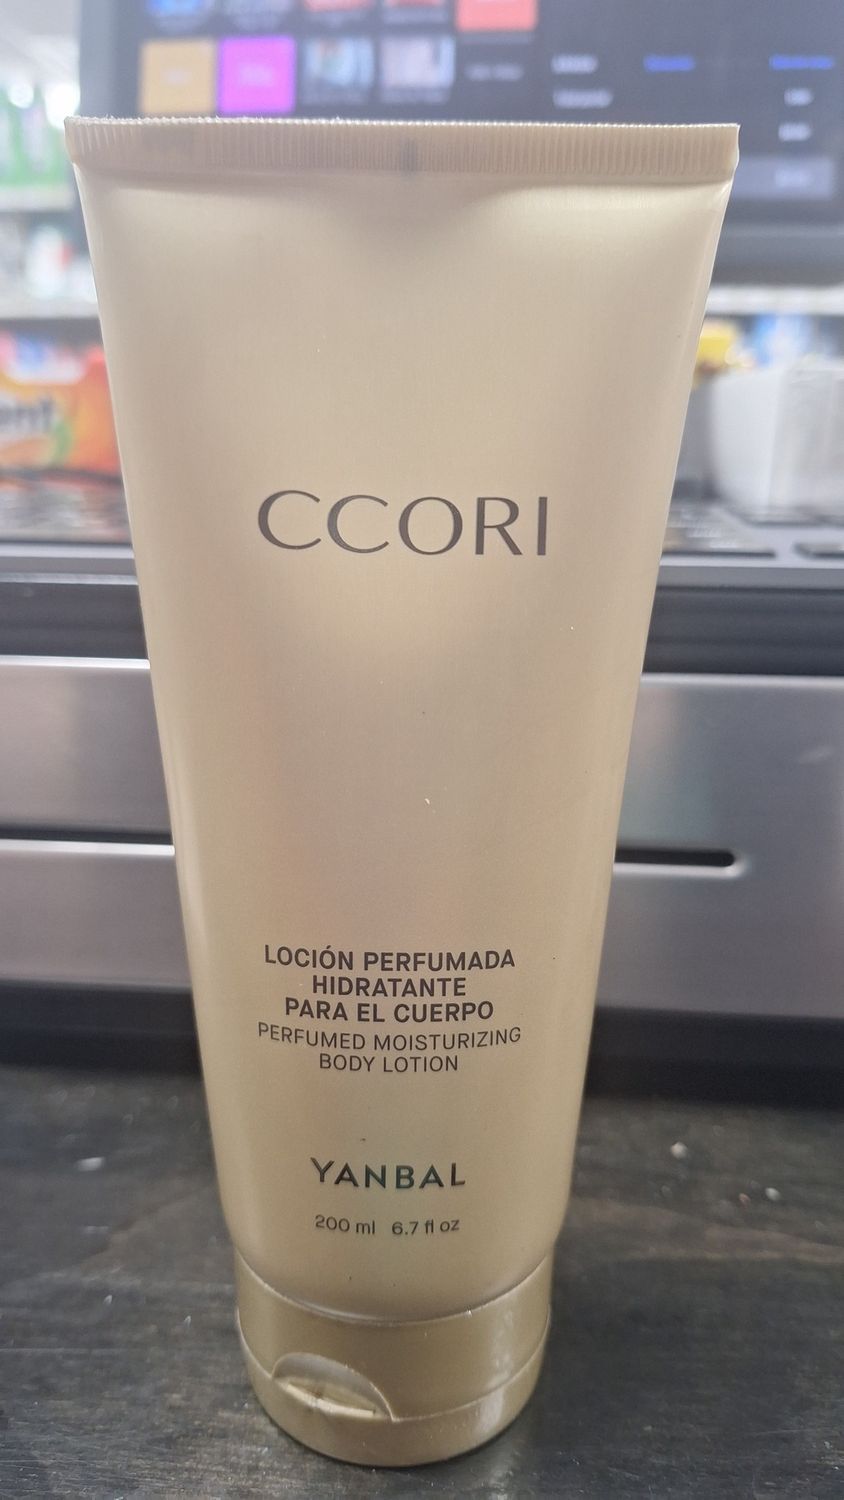 CCORI
LOCIÓN PERFUMADA
HIDRATANTE
PARA EL CUERPO
PERFUMED MOISTURIZING
BODY LOTION
YANBAL
200 ml 6.7 fl oz